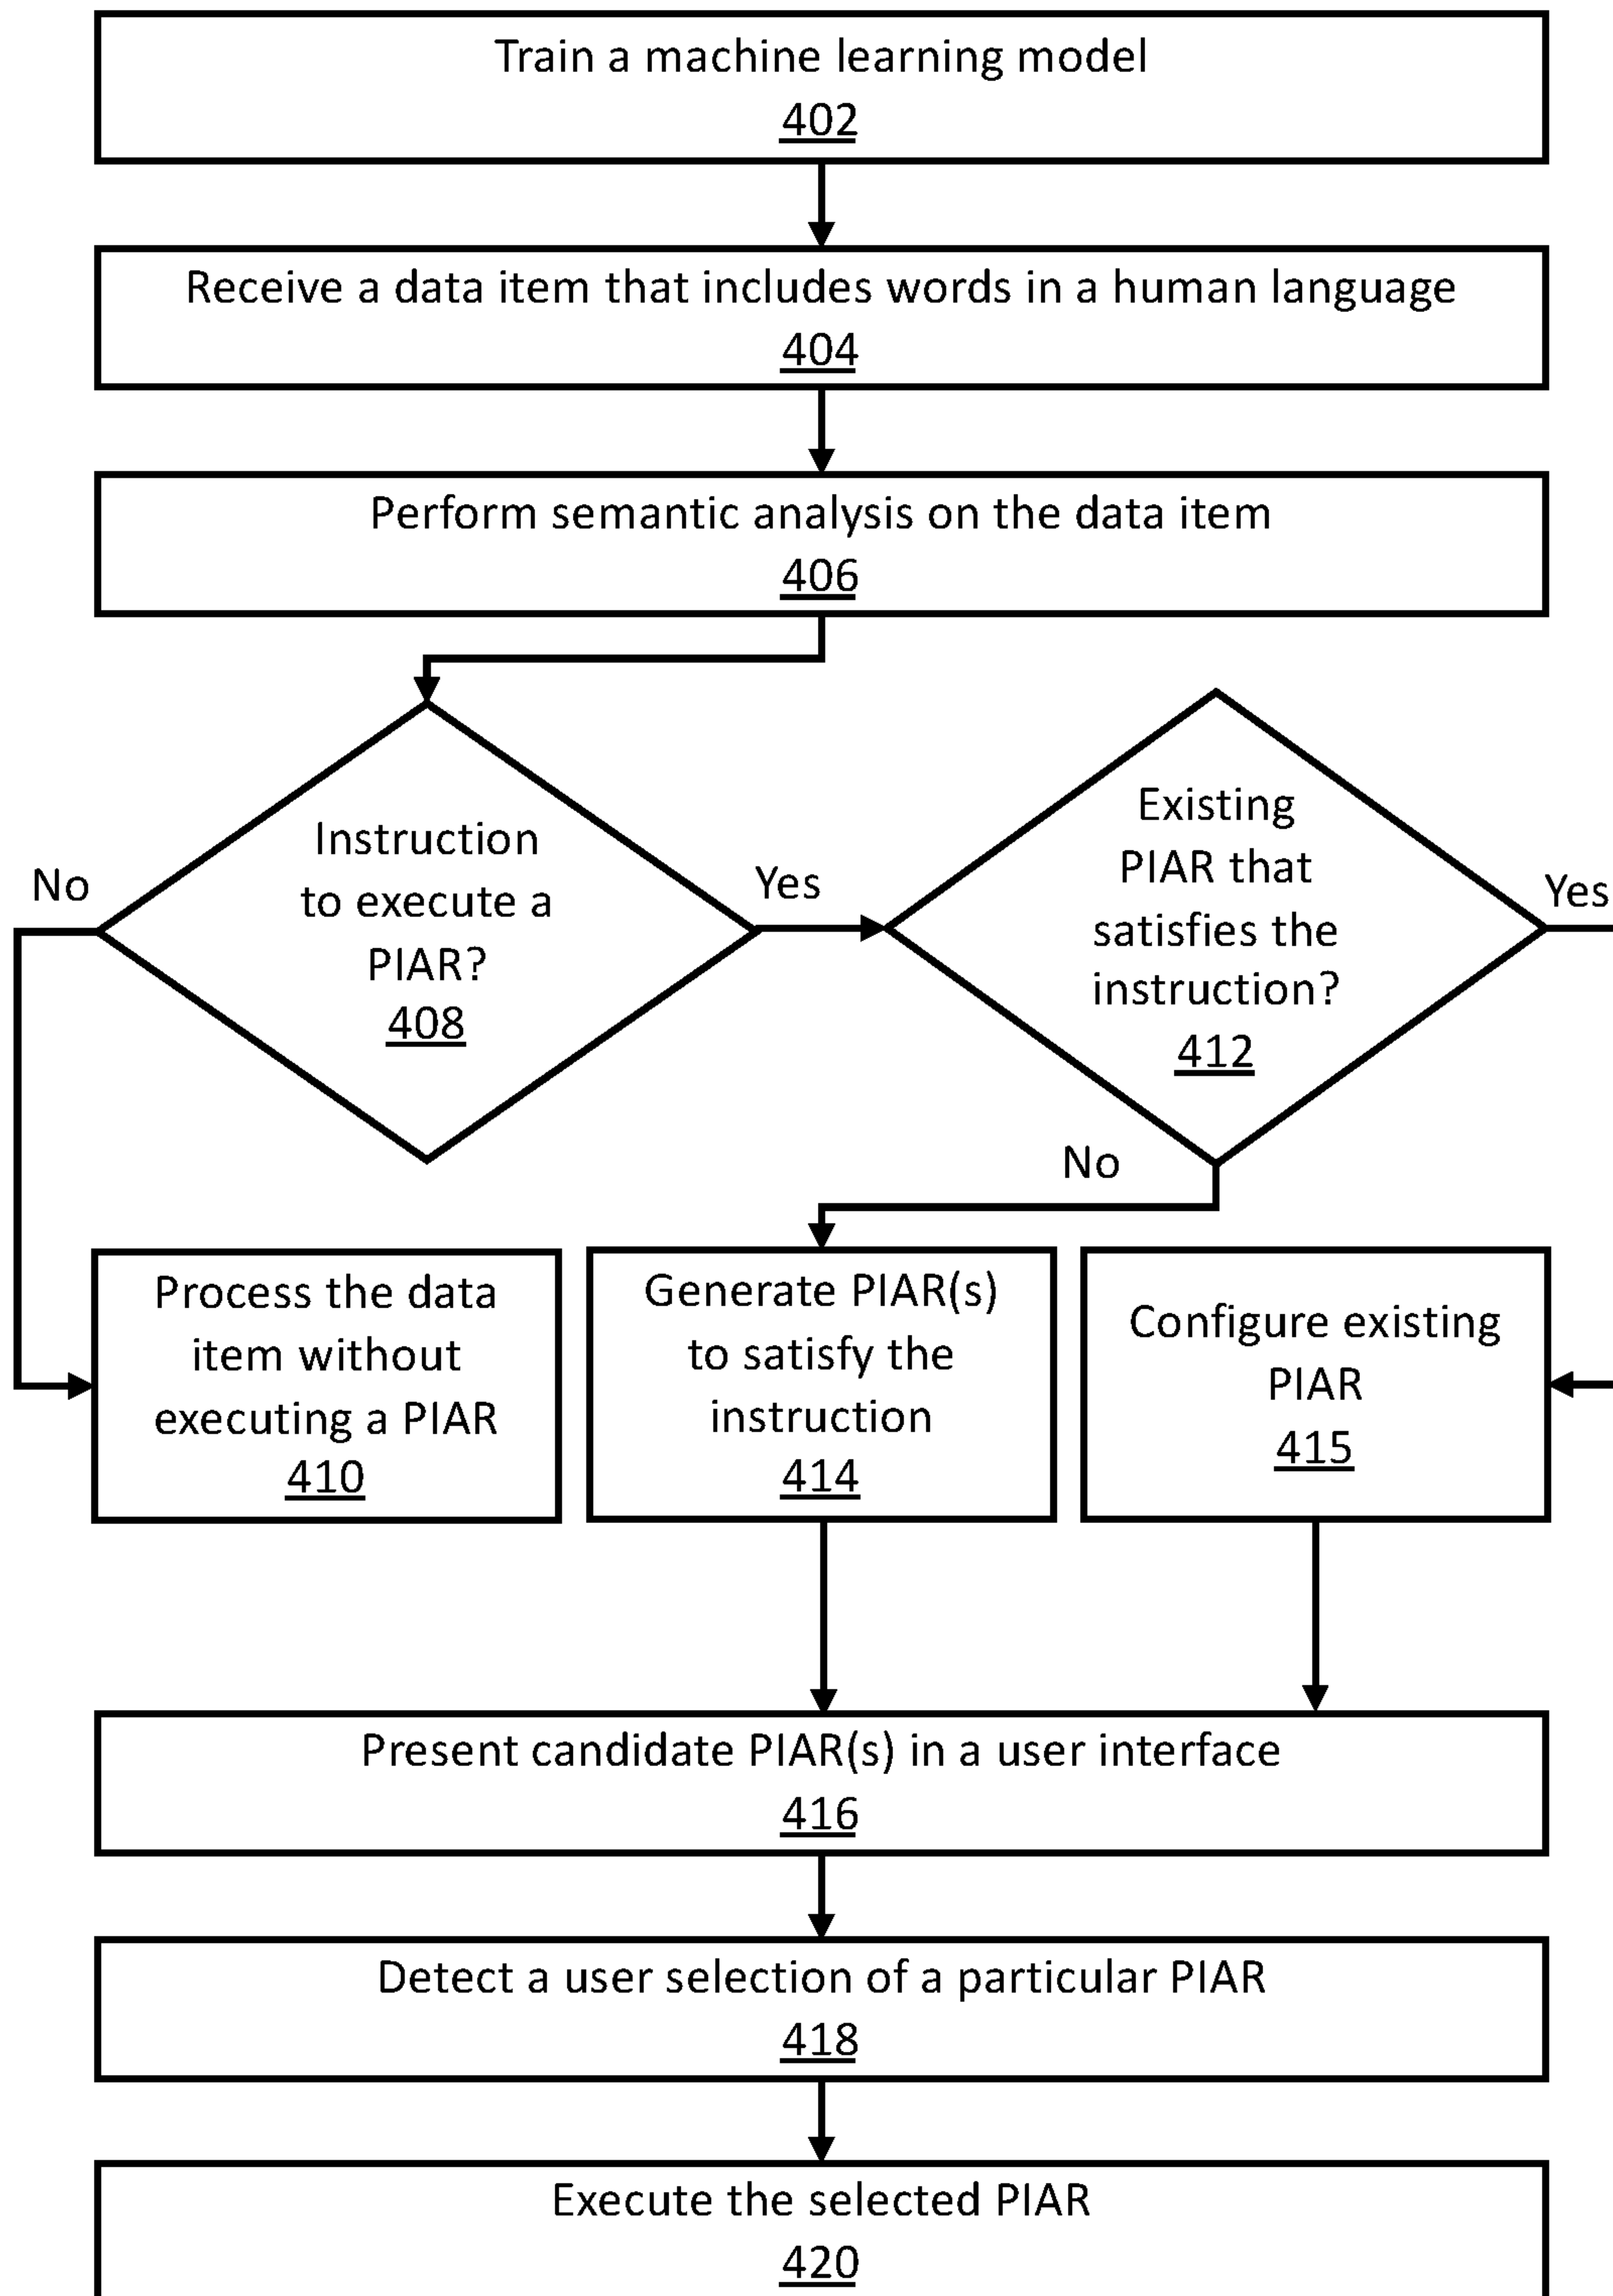 Train a machine learning model
402
Receive a data item that includes words in a human language
404
Perform semantic analysis on the data item
406
No
Instruction
to execute a
PIAR?
408
Yes
Existing
PIAR that
satisfies the
instruction?
412
Yes
No
Process the data
item without
executing a PIAR
410
Generate PIAR(s)
to satisfy the
instruction
414
Configure existing
PIAR
415
Present candidate PIAR(s) in a user interface
416
Detect a user selection of a particular PIAR
418
Execute the selected PIAR
420